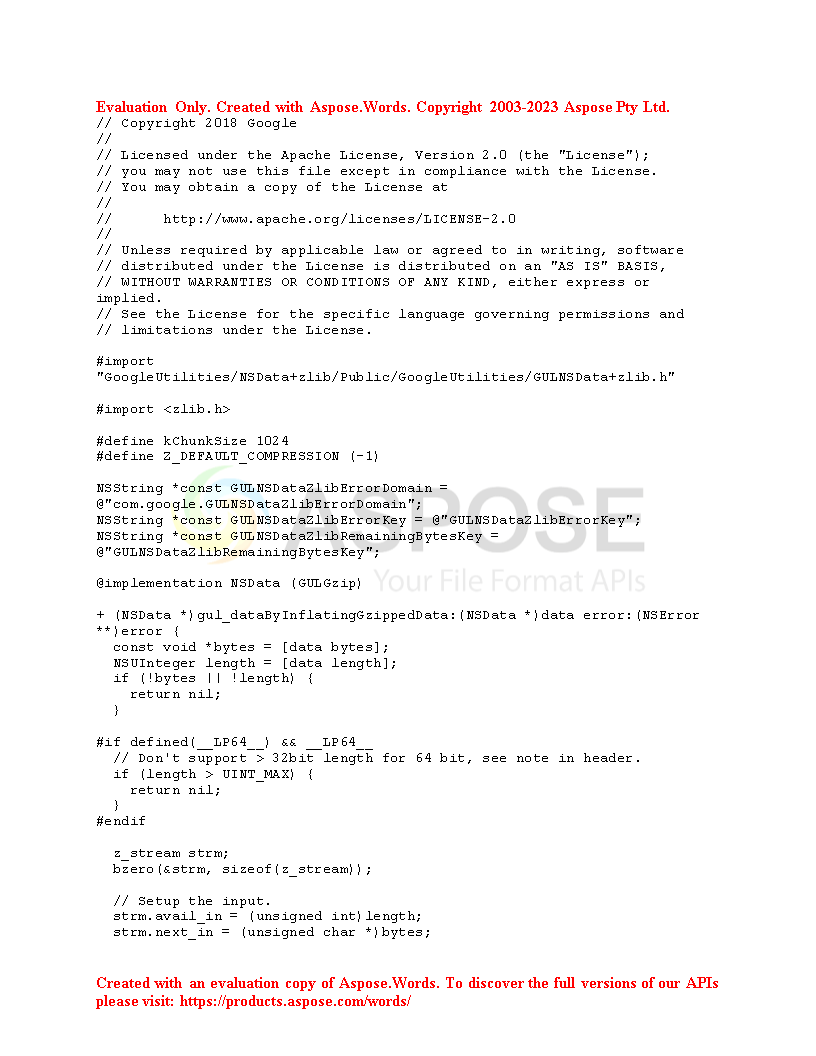 Evaluation Only. Created with Aspose.Words. Copyright 2003-2023 Aspose Pty Ltd.
// Copyright 2018 Google
//
// Licensed under the Apache License, Version 2.0 (the "License");
// you may not use this file except in compliance with the License.
// You may obtain a copy of the License at
//
//      http://www.apache.org/licenses/LICENSE-2.0
//
// Unless required by applicable law or agreed to in writing, software
// distributed under the License is distributed on an "AS IS" BASIS,
// WITHOUT WARRANTIES OR CONDITIONS OF ANY KIND, either express or
implied.
// See the License for the specific language governing permissions and
// limitations under the License.

#import
"GoogleUtilities/NSData+zlib/Public/GoogleUtilities/GULNSData+zlib.h"

#import <zlib.h>

#define kChunkSize 1024
#define Z_DEFAULT_COMPRESSION (-1)

NSString *const GULNSDataZlibErrorDomain =
@"com.google.GULNSDataZlibErrorDomain";
NSString *const GULNSDataZlibErrorKey = @"GULNSDataZlibErrorKey";
NSString *const GULNSDataZlibRemainingBytesKey =
@"GULNSDataZlibRemainingBytesKey";
ASPOSE
Your File Format APIs

@implementation NSData (GULGzip)

+ (NSData *)gul_dataByInflatingGzippedData:(NSData *)data error:(NSError
**)error {
  const void *bytes = [data bytes];
  NSUInteger length = [data length];
  if (!bytes || !length) {
    return nil;
  }

#if defined(__LP64__) && __LP64__
  // Don't support > 32bit length for 64 bit, see note in header.
  if (length > UINT_MAX) {
    return nil;
  }
#endif

  z_stream strm;
  bzero(&strm, sizeof(z_stream));

  // Setup the input.
  strm.avail_in = (unsigned int)length;
  strm.next_in = (unsigned char *)bytes;

Created with an evaluation copy of Aspose.Words. To discover the full versions of our APIs
please visit: https://products.aspose.com/words/